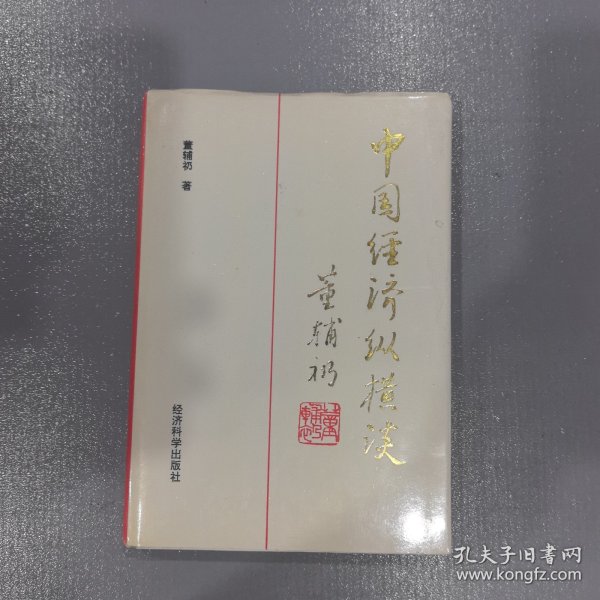 中国经济纵横谈
董辅礽
董辅礽 著
经济科学出版社
孔夫子旧书网
www.kongfz.com